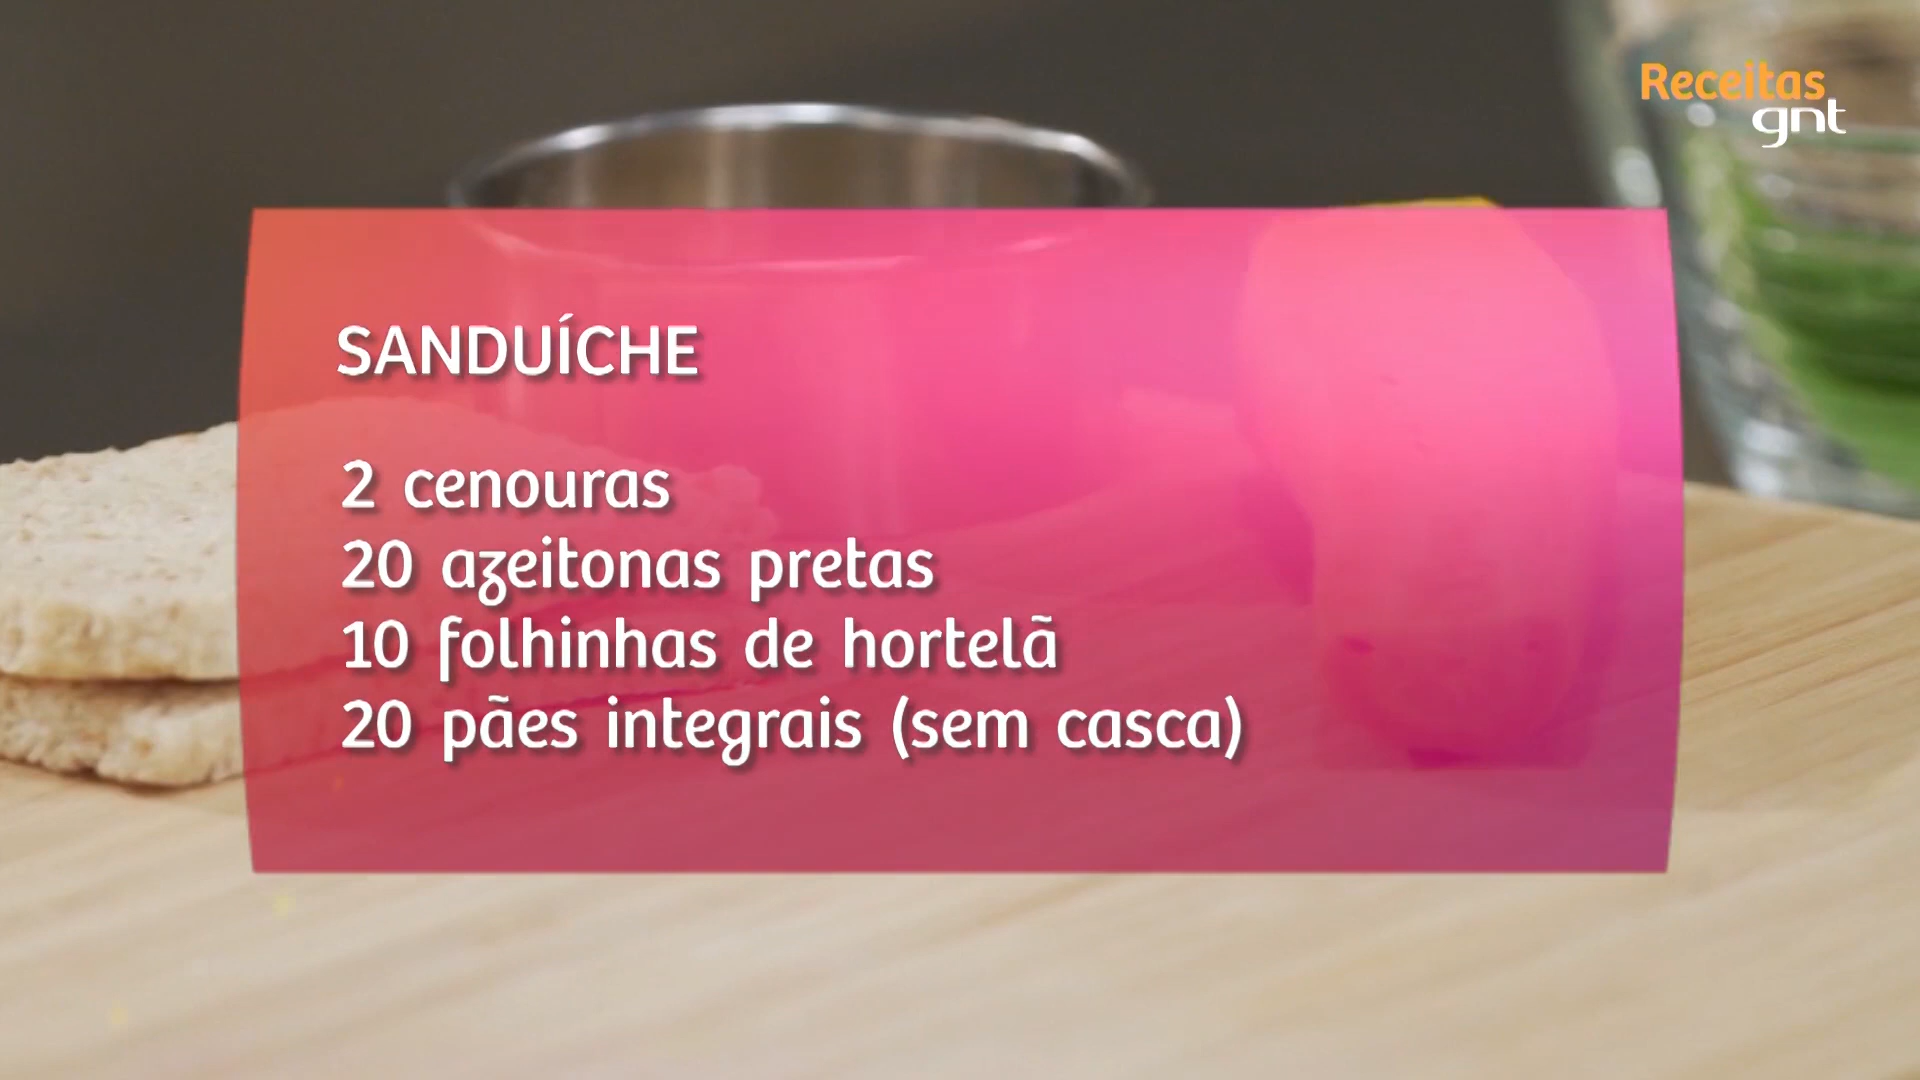 Receitas
gnt
SANDUÍCHE
2 cenouras
20 azeitonas pretas
10 folhinhas de hortelã
20 pães integrais (sem casca)